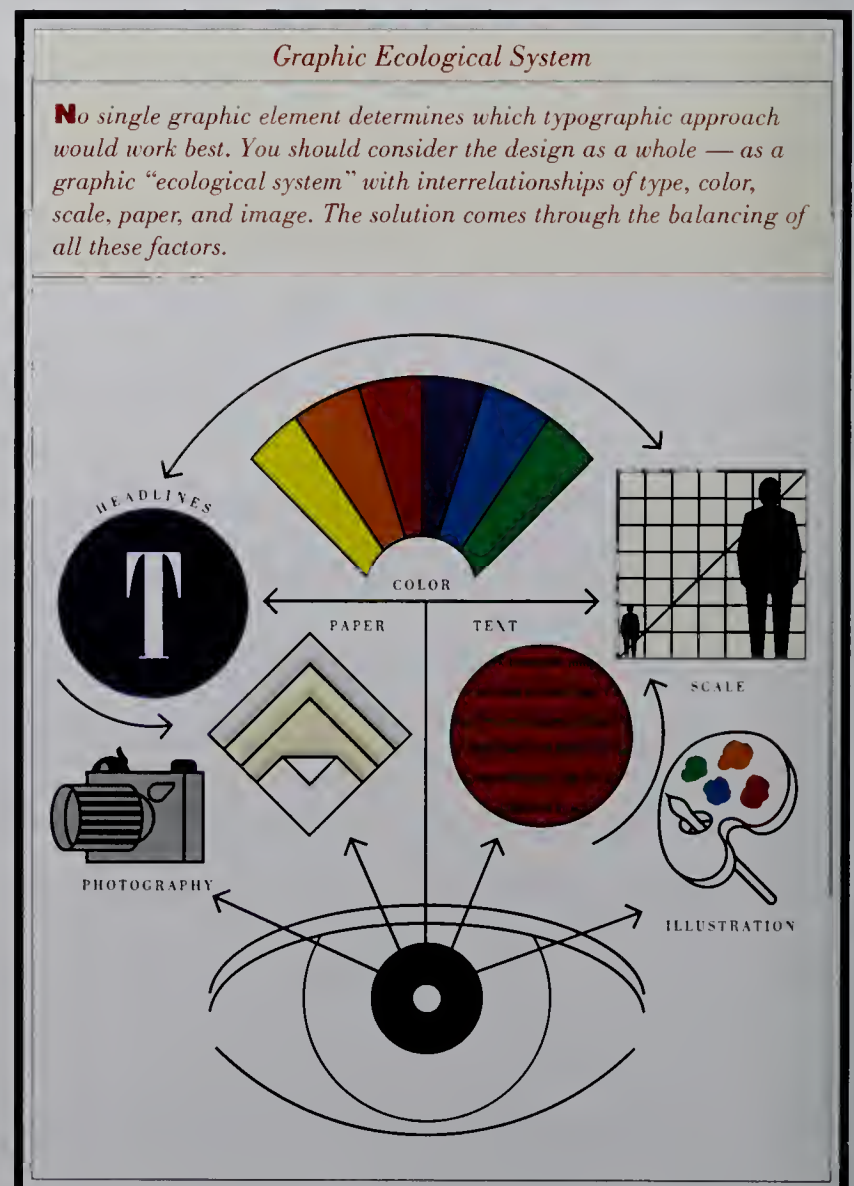 Graphic Ecological System
No single graphic element determines which typographic approach
would work best. You should consider the design as a whole — as a
graphic “ecological system” with interrelationships of type, color,
scale, paper, and image. The solution comes through the balancing of
all these factors.
HEADLINES
T
COLOR
PAPER
TEXT
SCALE
PHOTOGRAPHY
ILLUSTRATION